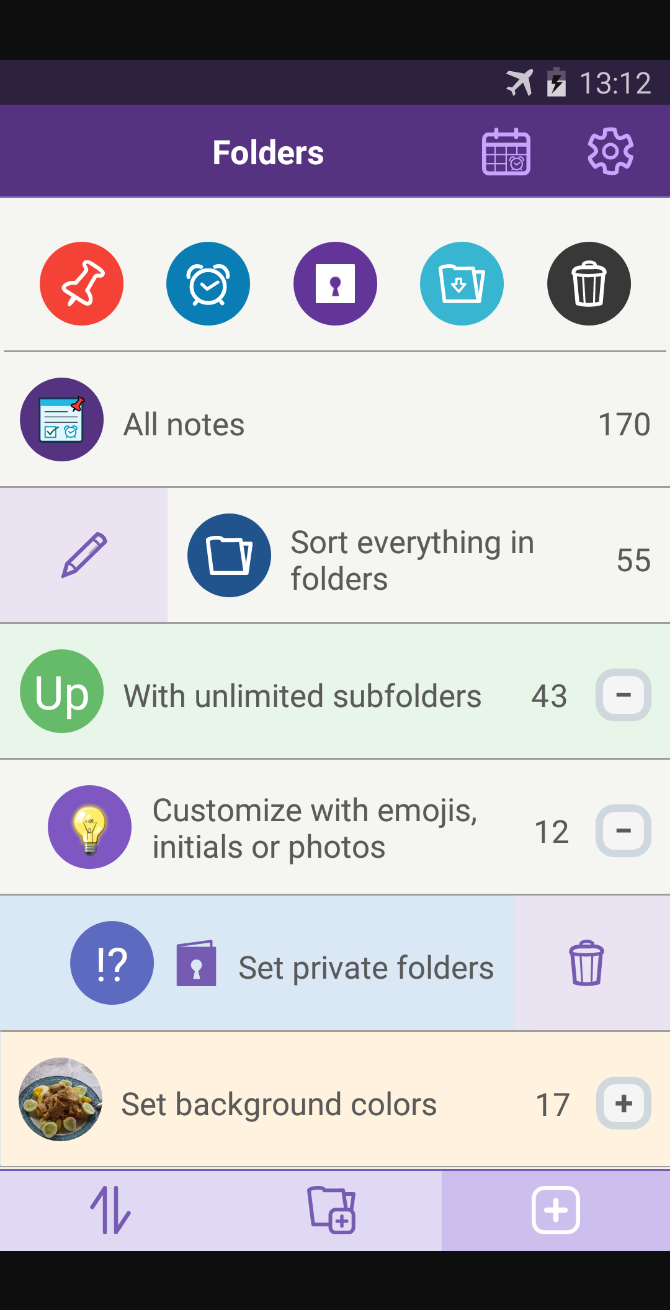 13:12
Folders
All notes 170
Sort everything in
folders
55
Up With unlimited subfolders 43
Customize with emojis,
initials or photos
12
!? Set private folders
Set background colors 17